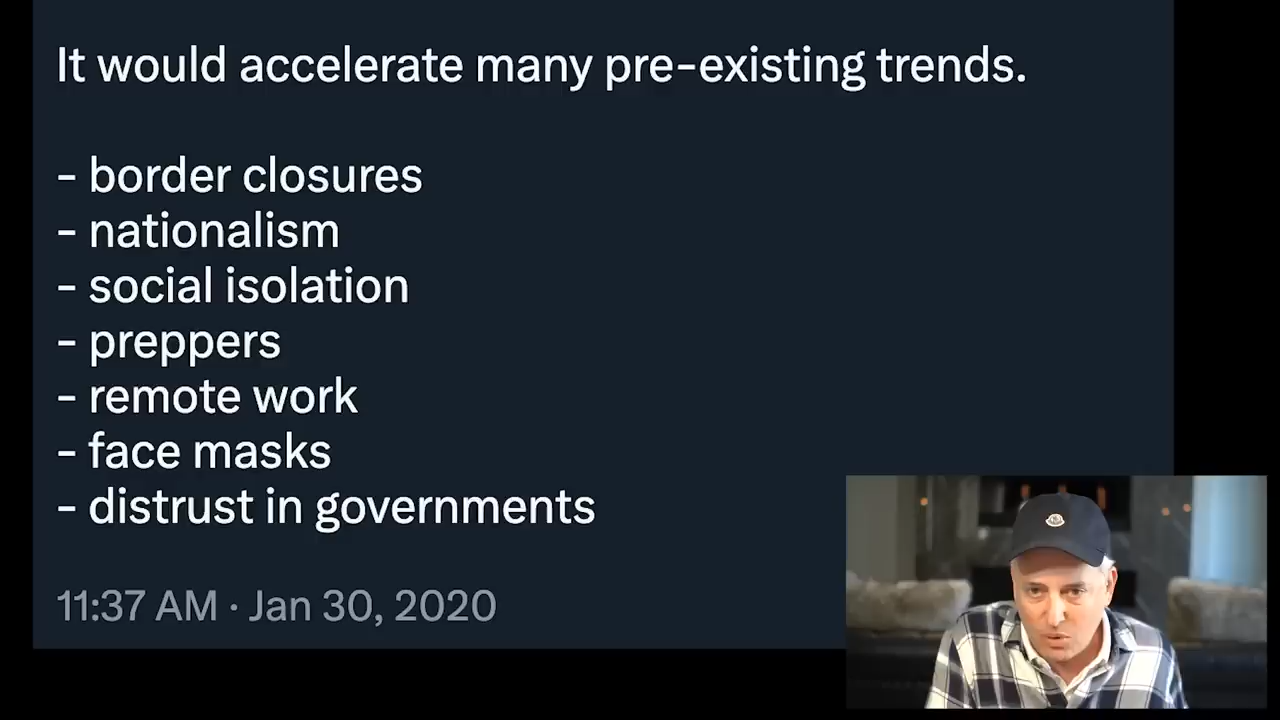 It would accelerate many pre-existing trends.
- border closures
- nationalism
- social isolation
- preppers
- remote work
- face masks
- distrust in governments
11:37 AM · Jan 30, 2020